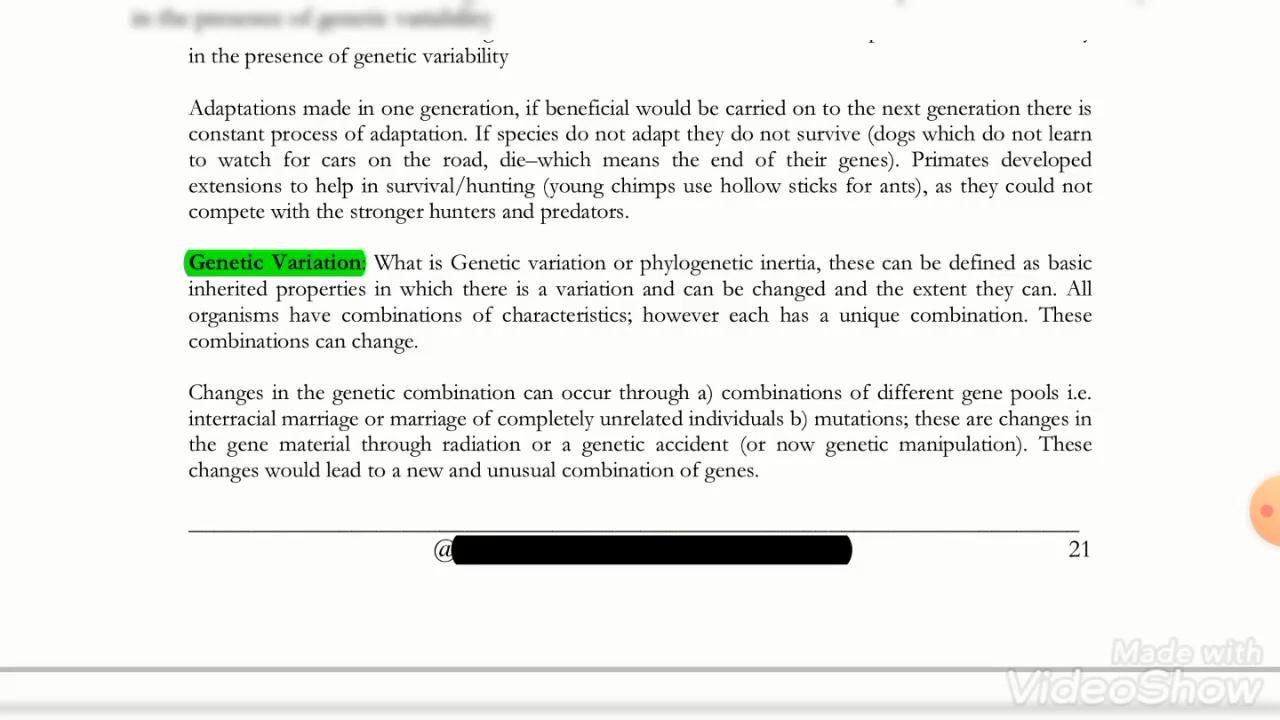 in the presence of genetic variability
in the presence of genetic variability
Adaptations made in one generation, if beneficial would be carried on to the next generation there is
constant process of adaptation. If species do not adapt they do not survive (dogs which do not learn
to watch for cars on the road, die–which means the end of their genes). Primates developed
extensions to help in survival/hunting (young chimps use hollow sticks for ants), as they could not
compete with the stronger hunters and predators.
Genetic Variation: What is Genetic variation or phylogenetic inertia, these can be defined as basic
inherited properties in which there is a variation and can be changed and the extent they can. All
organisms have combinations of characteristics; however each has a unique combination. These
combinations can change.
Changes in the genetic combination can occur through a) combinations of different gene pools i.e.
interracial marriage or marriage of completely unrelated individuals b) mutations; these are changes in
the gene material through radiation or a genetic accident (or now genetic manipulation). These
changes would lead to a new and unusual combination of genes.
@
21
Made with
VideoShow